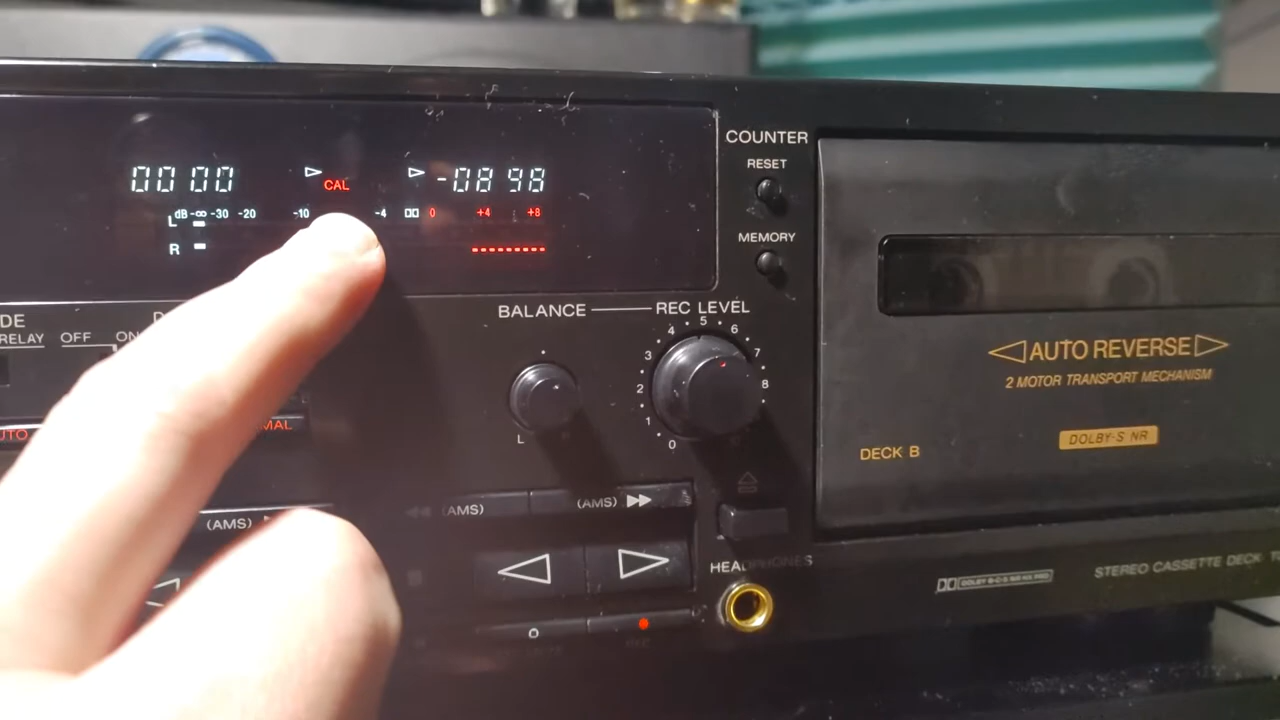 COUNTER
RESET
MEMORY
00 00
CAL
-08 98
dB -∞ -30 -20 -10 -4 0 +4 +8
L
R
DE
RELAY OFF ON
BALANCE REC LEVEL
0 1 2 3 4 5 6 7 8
L
AUTO REVERSE
2 MOTOR TRANSPORT MECHANISM
DOLBY-S NR
DECK B
(AMS)
(AMS)
(AMS)
HEADPHONES
STEREO CASSETTE DECK